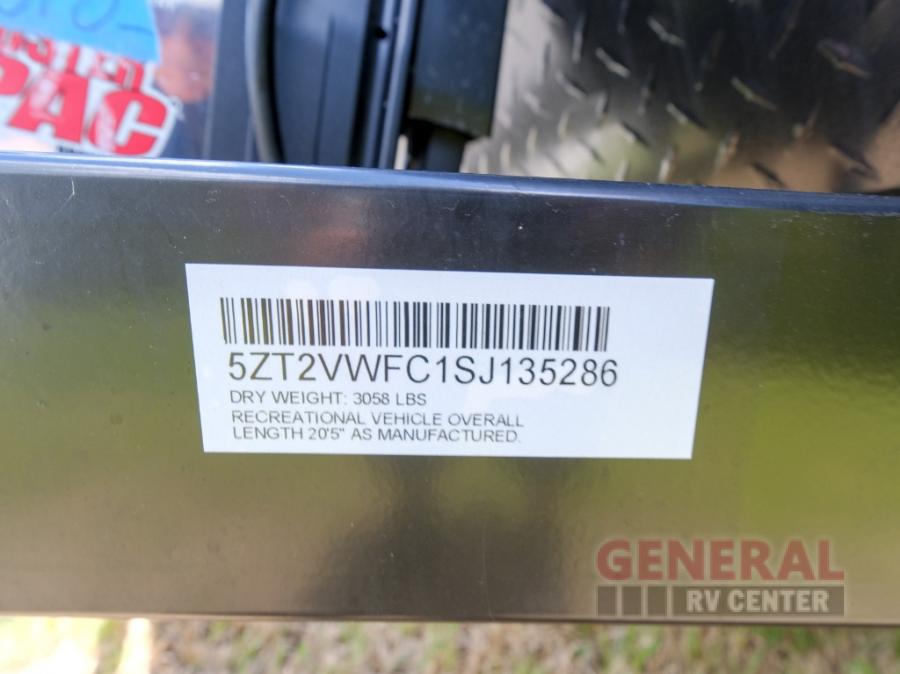 PAC
5ZT2VWFC1SJ135286
DRY WEIGHT: 3058 LBS
RECREATIONAL VEHICLE OVERALL
LENGTH 20'5" AS MANUFACTURED.
GENERAL
RV CENTER